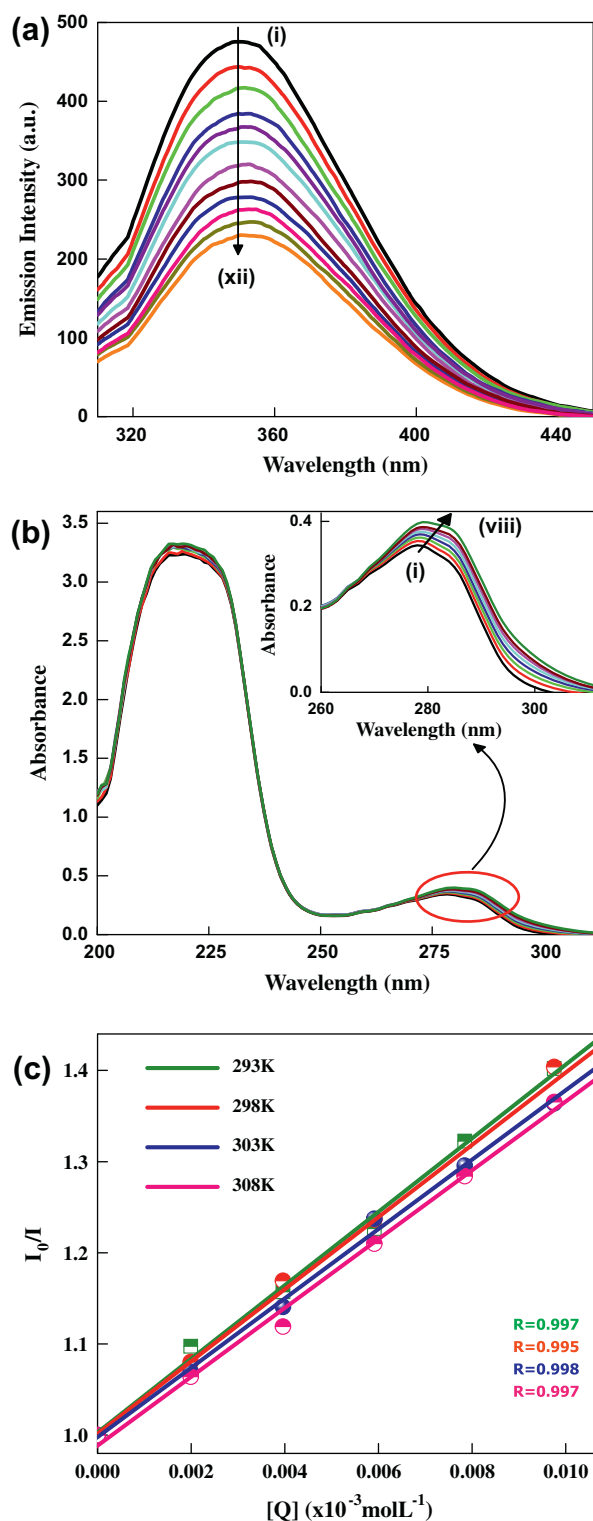 (a)
500
(i)
400
300
200
(xii)
100
0
Emission Intensity (a.u.)
320 360 400 440
Wavelength (nm)
(b)
3.5
3.0
2.5
2.0
1.5
1.0
0.5
0.0
Absorbance
200 225 250 275 300
Wavelength (nm)
0.4
0.2
0.0
Absorbance
(viii)
(i)
260 280 300
Wavelength (nm)
(c)
1.4
1.3
1.2
1.1
1.0
I₀/I
293K
298K
303K
308K
R=0.997
R=0.995
R=0.998
R=0.997
0.000 0.002 0.004 0.006 0.008 0.010
[Q] (x10⁻³molL⁻¹)